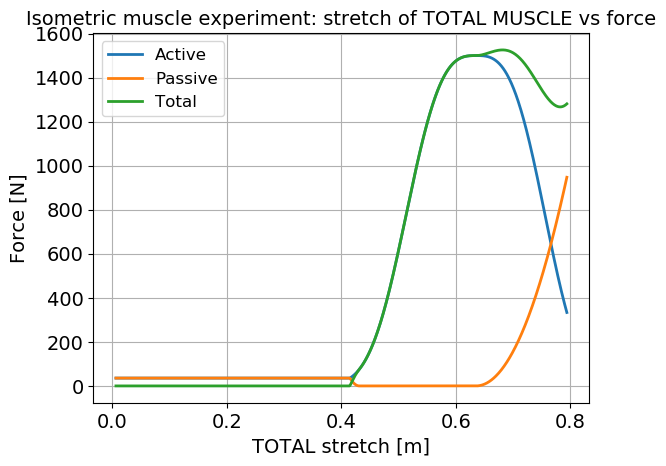 Isometric muscle experiment: stretch of TOTAL MUSCLE vs force
1600
1400
1200
1000
800
600
400
200
0
Force [N]
Active
Passive
Total
0.0 0.2 0.4 0.6 0.8
TOTAL stretch [m]